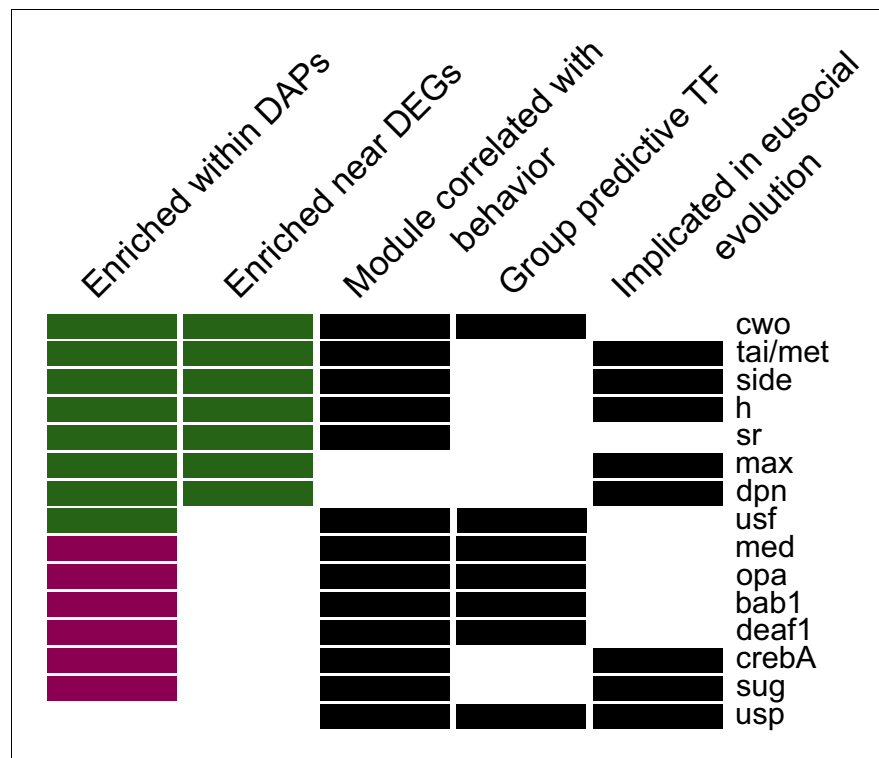 Enriched within DAPs
Enriched near DEGs
Module correlated with
behavior
Group predictive TF
Implicated in eusocial
evolution
cwo
tai/met
side
h
sr
max
dpn
usf
med
opa
bab1
deaf1
crebA
sug
usp